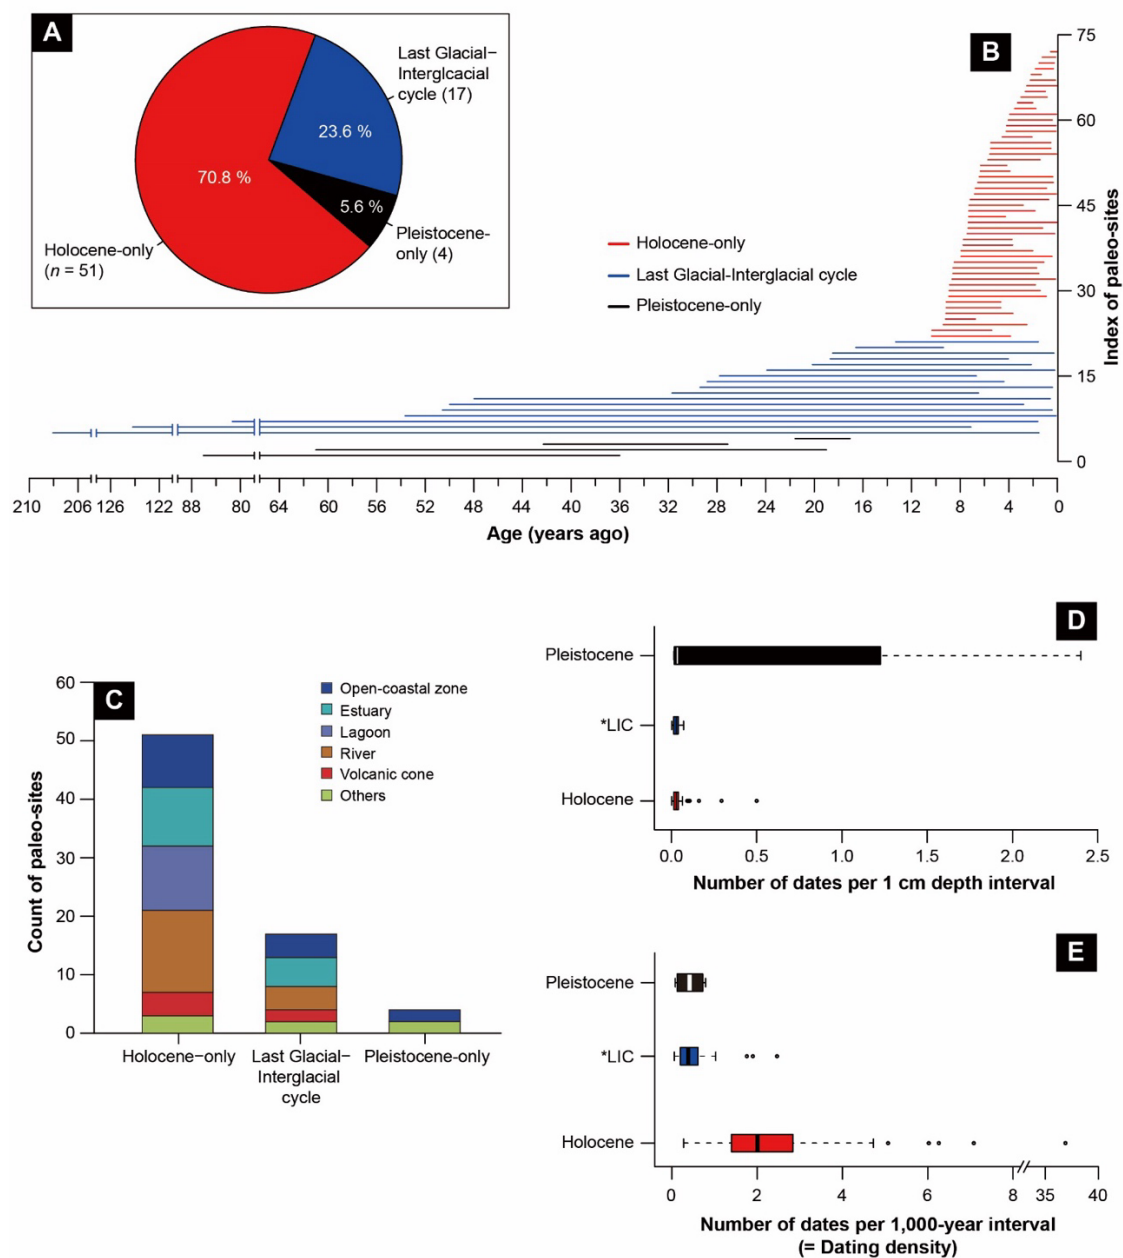 A
Last Glacial–
Interglcacial
cycle (17)
23.6 %
70.8 %
5.6 %
Holocene-only
(n = 51)
Pleistocene-
only (4)
B
Holocene-only
Last Glacial-Interglacial cycle
Pleistocene-only
75
60
45
30
15
0
Index of paleo-sites
210 206 126 122 80 64 60 56 52 48 44 40 36 32 28 24 20 16 12 8 4 0
Age (years ago)
C
60
50
40
30
20
10
0
Count of paleo-sites
Open-coastal zone
Estuary
Lagoon
River
Volcanic cone
Others
Holocene–only
Last Glacial–
Interglacial
cycle
Pleistocene-only
D
Pleistocene
*LIC
Holocene
0.0 0.5 1.0 1.5 2.0 2.5
Number of dates per 1 cm depth interval
E
Pleistocene
*LIC
Holocene
0 2 4 6 8 35 40
Number of dates per 1,000-year interval
(= Dating density)